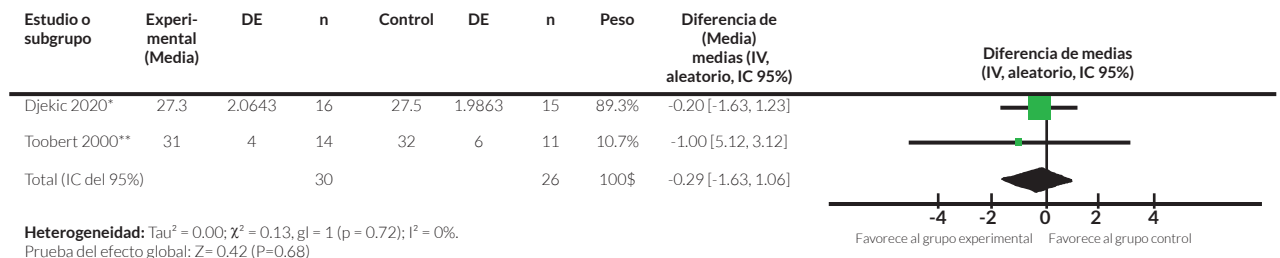 Estudio o subgrupo Experi-mental (Media) DE n Control (Media) DE n Peso Diferencia de medias (IV, aleatorio, IC 95%) Diferencia de medias (IV, aleatorio, IC 95%)
Djekic 2020* 27.3 2.0643 16 27.5 1.9863 15 89.3% -0.20 [-1.63, 1.23]
Toobert 2000** 31 4 14 32 6 11 10.7% -1.00 [5.12, 3.12]
Total (IC del 95%) 30 26 100$ -0.29 [-1.63, 1.06]
-4 -2 0 2 4
Heterogeneidad: Tau² = 0.00; χ² = 0.13, gl = 1 (p = 0.72); I² = 0%.
Favorece al grupo experimental Favorece al grupo control
Prueba del efecto global: Z= 0.42 (P=0.68)